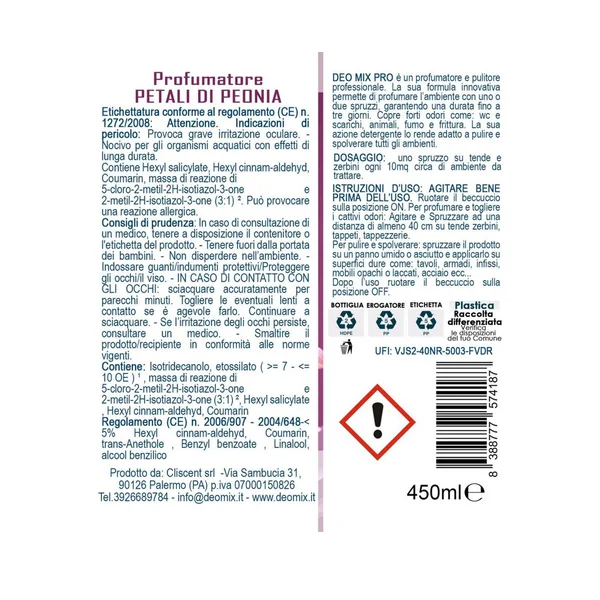 Profumatore
PETALI DI PEONIA
Etichettatura conforme al regolamento (CE) n.
1272/2008: Attenzione. Indicazioni di
pericolo: Provoca grave irritazione oculare. -
Nocivo per gli organismi acquatici con effetti di
lunga durata.
Contiene Hexyl salicylate, Hexyl cinnam-aldehyd,
Coumarin, massa di reazione di
5-cloro-2-metil-2H-isotiazol-3-one e
2-metil-2H-isotiazol-3-one (3:1) ². Può provocare
una reazione allergica.
Consigli di prudenza: In caso di consultazione di
un medico, tenere a disposizione il contenitore o
l'etichetta del prodotto. - Tenere fuori dalla portata
dei bambini. - Non disperdere nell'ambiente. -
Indossare guanti/indumenti protettivi/Proteggere
gli occhi/il viso. - IN CASO DI CONTATTO CON
GLI OCCHI: sciacquare accuratamente per
parecchi minuti. Togliere le eventuali lenti a
contatto se è agevole farlo. Continuare a
sciacquare. - Se l'irritazione degli occhi persiste,
consultare un medico. - Smaltire il
prodotto/recipiente in conformità alle norme
vigenti.
Contiene: Isotridecanolo, etossilato ( >= 7 - <=
10 OE ) ¹ , massa di reazione di
5-cloro-2-metil-2H-isotiazol-3-one e
2-metil-2H-isotiazol-3-one (3:1) ², Hexyl salicylate
, Hexyl cinnam-aldehyd, Coumarin
Regolamento (CE) n. 2006/907 - 2004/648-<
5% Hexyl cinnam-aldehyd, Coumarin,
trans-Anethole , Benzyl benzoate , Linalool,
alcool benzilico
Prodotto da: Cliscent srl -Via Sambucia 31,
90126 Palermo (PA) p.iva 07000150826
Tel.3926689784 - info@deomix.it - www.deomix.it
DEO MIX PRO è un profumatore e pulitore
professionale. La sua formula innovativa
permette di profumare l'ambiente con uno o
due spruzzi, garantendo una durata fino a
tre giorni. Copre forti odori come: wc e
scarichi, animali, fumo e frittura. La sua
azione detergente lo rende adatto a pulire e
spolverare tutti gli ambienti.
DOSAGGIO: uno spruzzo su tende e
zerbini ogni 10mq circa di ambiente da
trattare.
ISTRUZIONI D'USO: AGITARE BENE
PRIMA DELL'USO. Ruotare il beccuccio
sulla posizione ON. Per profumare e togliere
i cattivi odori: Agitare e Spruzzare ad una
distanza di almeno 40 cm su tende zerbini,
tappeti, tappezzerie.
Per pulire e spolverare: spruzzare il prodotto
su un panno umido o asciutto e applicarlo su
superfici come: tavoli, armadi, infissi,
mobili opachi o laccati, acciaio ecc...
Dopo l'uso ruotare il beccuccio sulla
posizione OFF.
BOTTIGLIA EROGATORE ETICHETTA
2 5 5
HDPE PP PP
Plastica
Raccolta
differenziata
Verifica
le disposizioni
del tuo Comune
UFI: VJS2-40NR-5003-FVDR
8 388777 574187
450ml℮